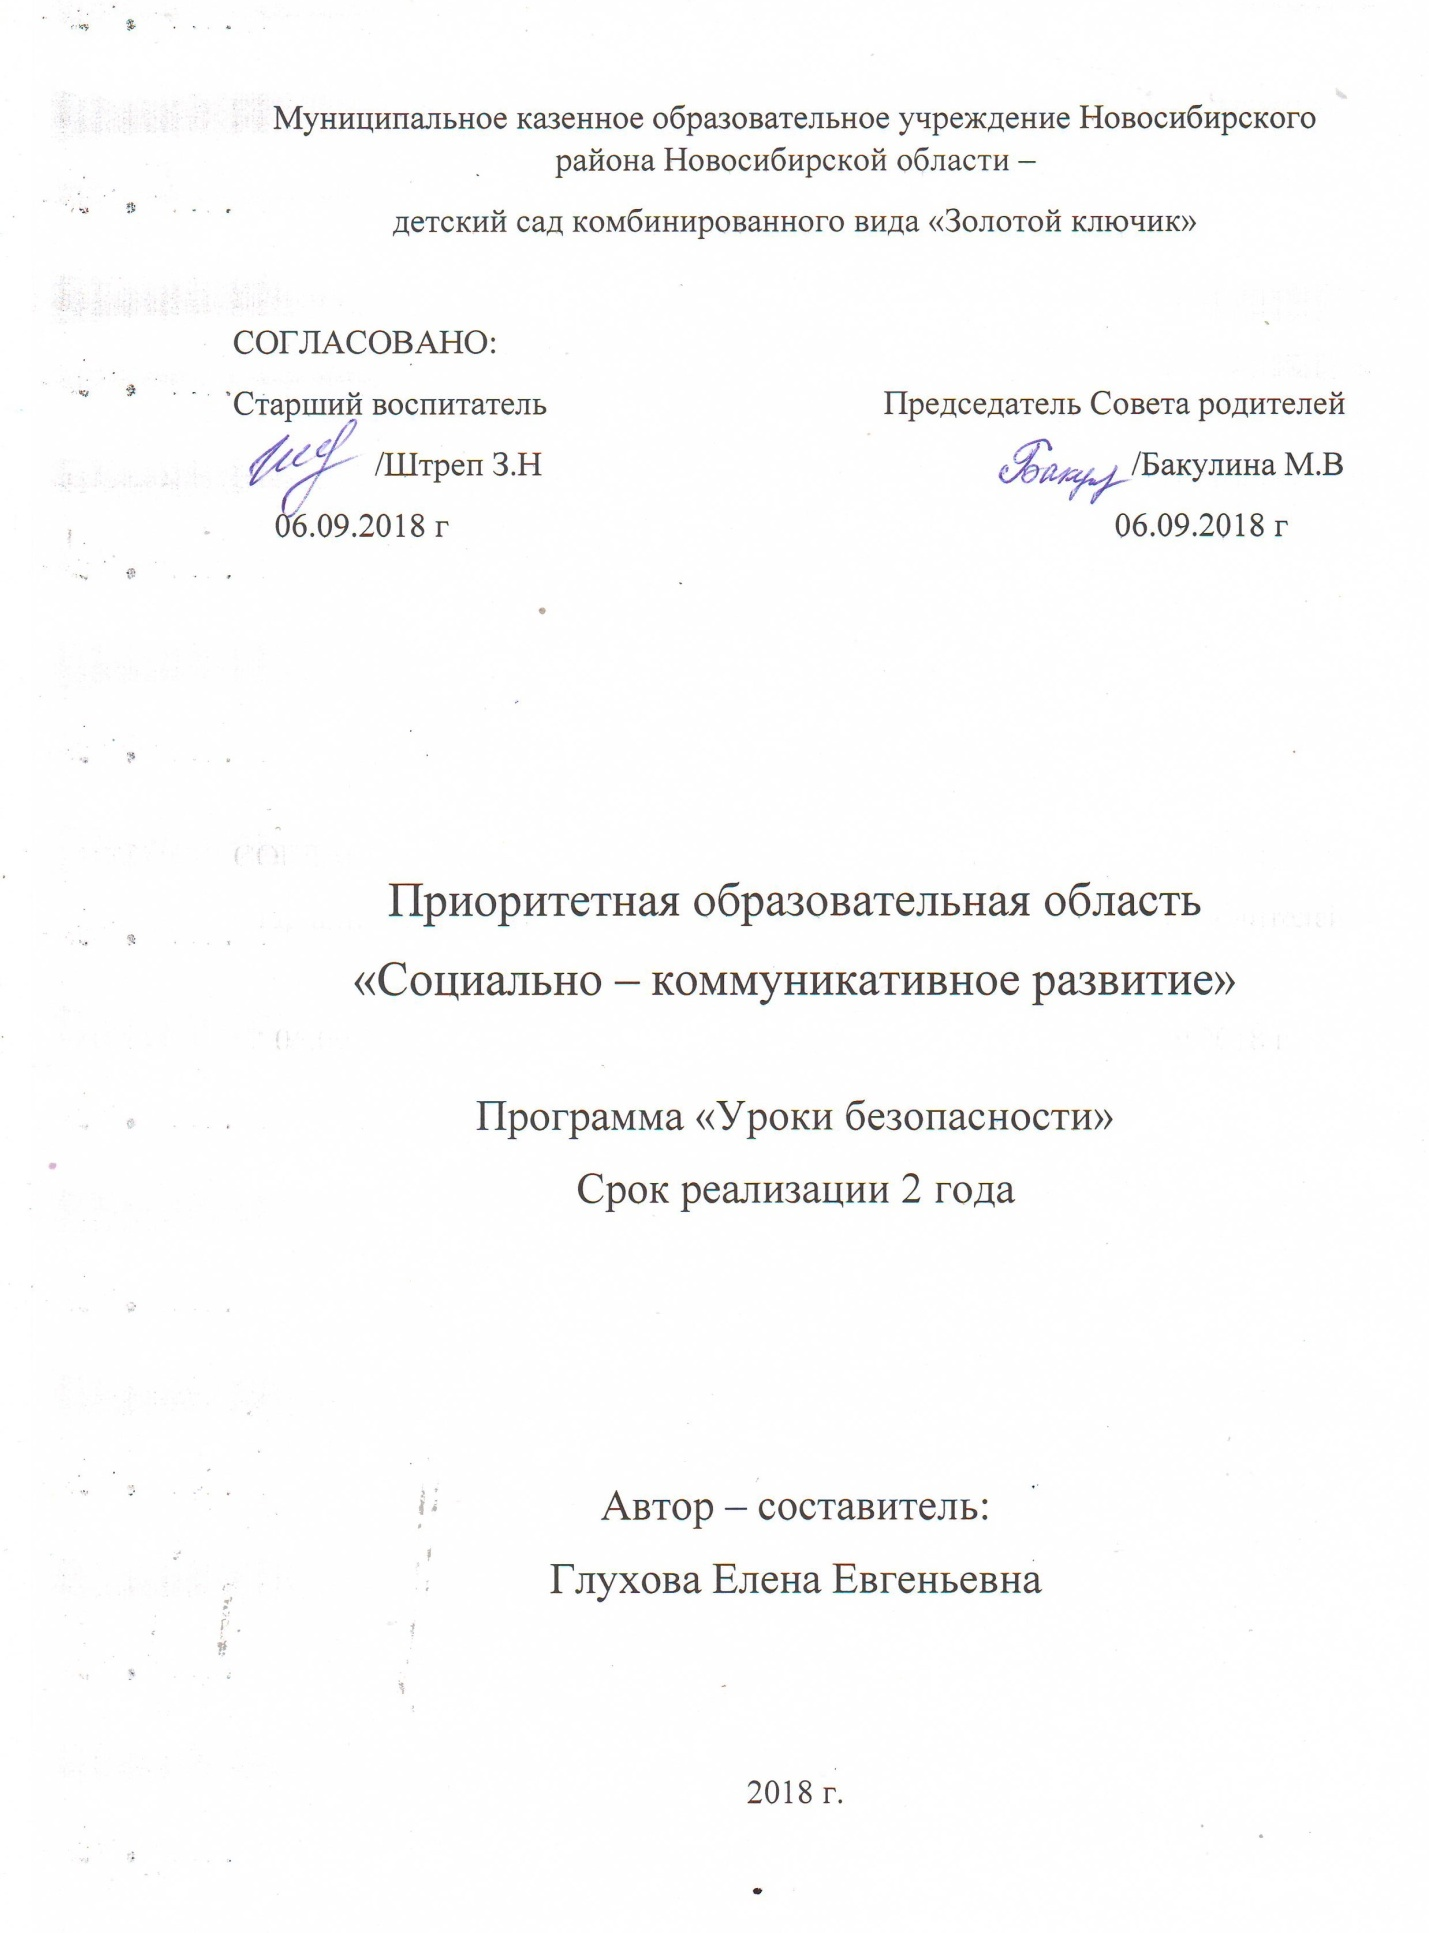 Муниципальное казенное образовательное учреждение Новосибирского
района Новосибирской области –
детский сад комбинированного вида «Золотой ключик»
СОГЛАСОВАНО:
Старший воспитатель Председатель Совета родителей
/Штреп З.Н Бакул /Бакулина М.В
06.09.2018 г 06.09.2018 г
Приоритетная образовательная область
«Социально – коммуникативное развитие»
Программа «Уроки безопасности»
Срок реализации 2 года
Автор – составитель:
Глухова Елена Евгеньевна
2018 г.